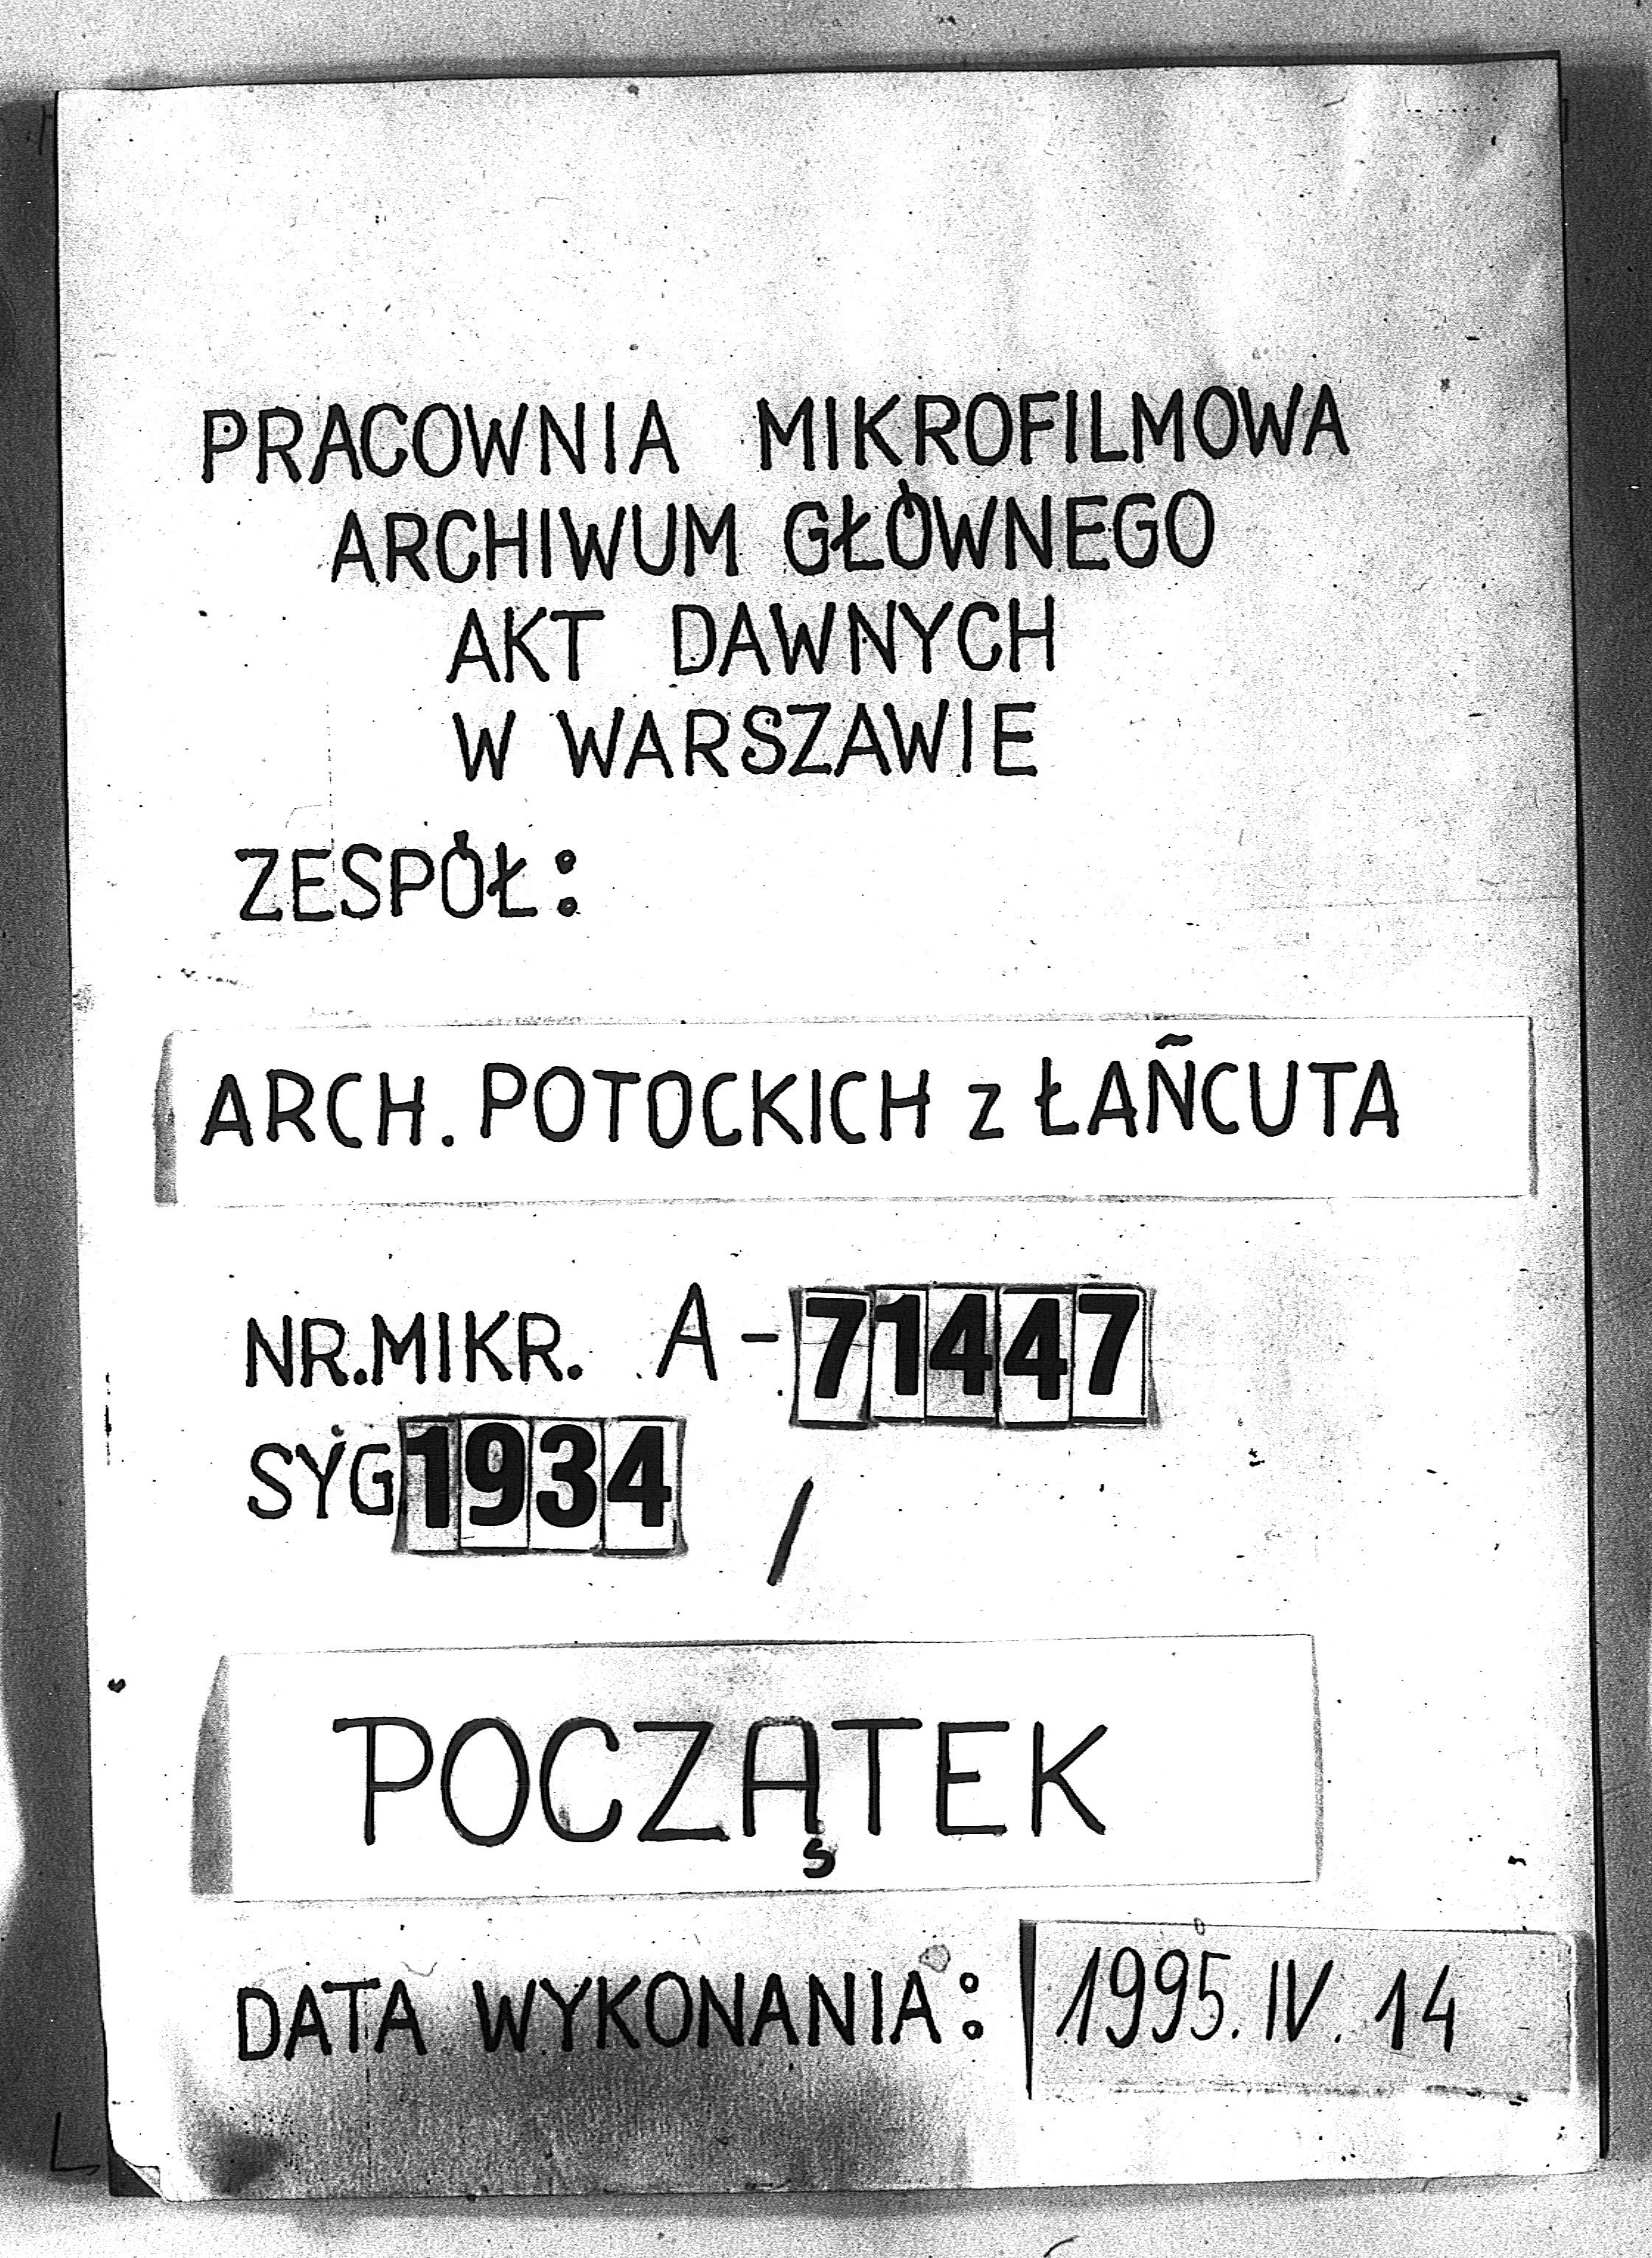 PRACOWNIA MIKROFILMOWA
ARCHIWUM GŁÓWNEGO
AKT DAWNYCH
W WARSZAWIE
ZESPÓŁ:
ARCH. POTOCKICH z ŁAŃCUTA
NR. MIKR. A-71447
SYG 1934 /
POCZĄTEK
DATA WYKONANIA: 1995. IV. 14